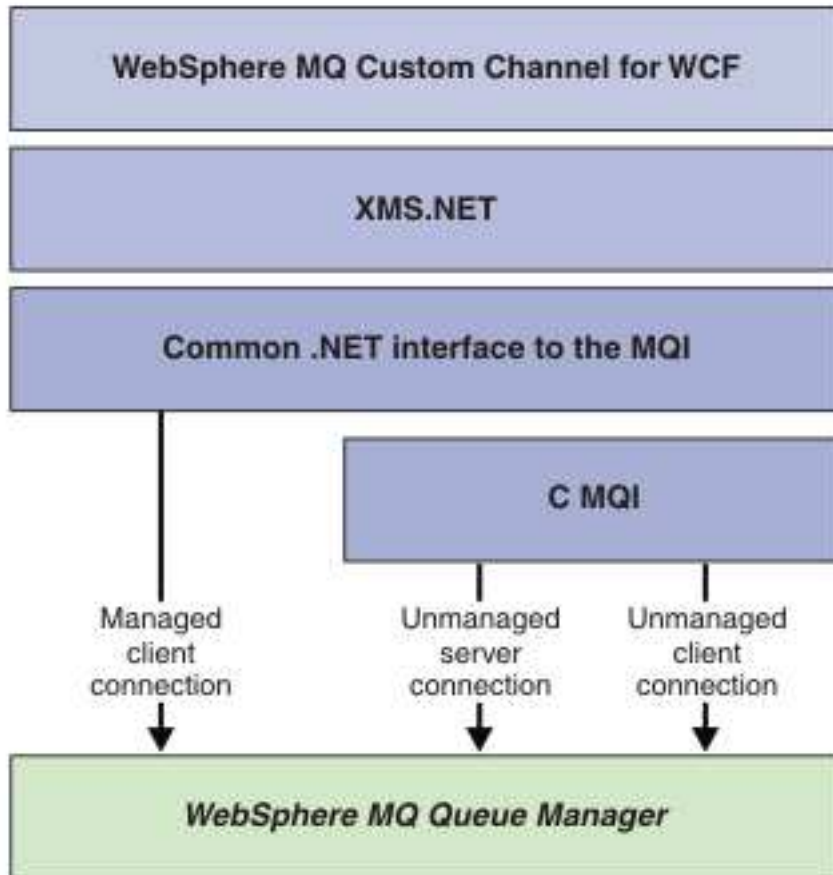 WebSphere MQ Custom Channel for WCF
XMS.NET
Common .NET interface to the MQI
C MQI
Managed
client
connection
Unmanaged
server
connection
Unmanaged
client
connection
WebSphere MQ Queue Manager